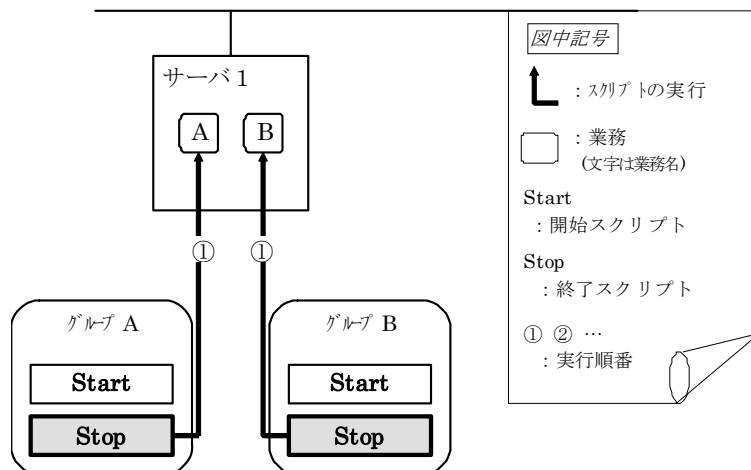 サーバ 1
A
B
①
①
グループ A
グループ B
Start
Start
Stop
Stop
図中記号
：スクリプトの実行
：業務
(文字は業務名)
Start
：開始スクリプト
Stop
：終了スクリプト
① ② …
：実行順番